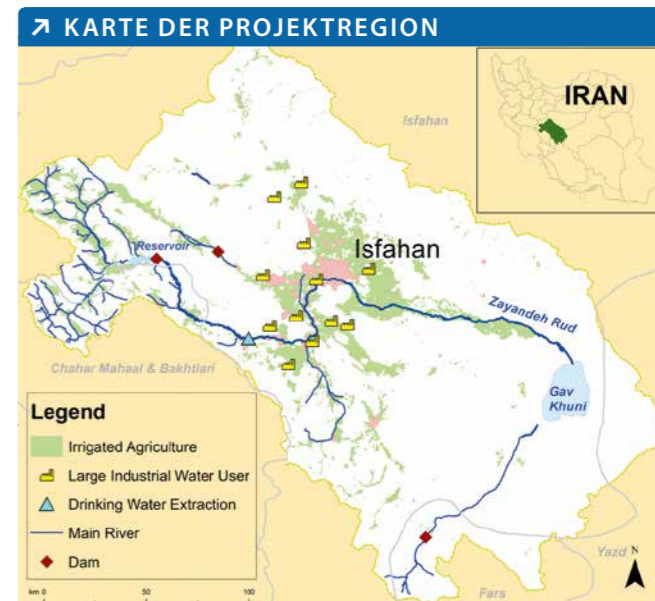 ↗ KARTE DER PROJEKTREGION
IRAN
Isfahan
Reservoir
Isfahan
Zayandeh Rud
Chahar Mahaal & Bakhtiari
Gav
Khuni
Legend
Irrigated Agriculture
Large Industrial Water User
Drinking Water Extraction
Main River
Dam
Yazd
N
Fars
km 0 50 100